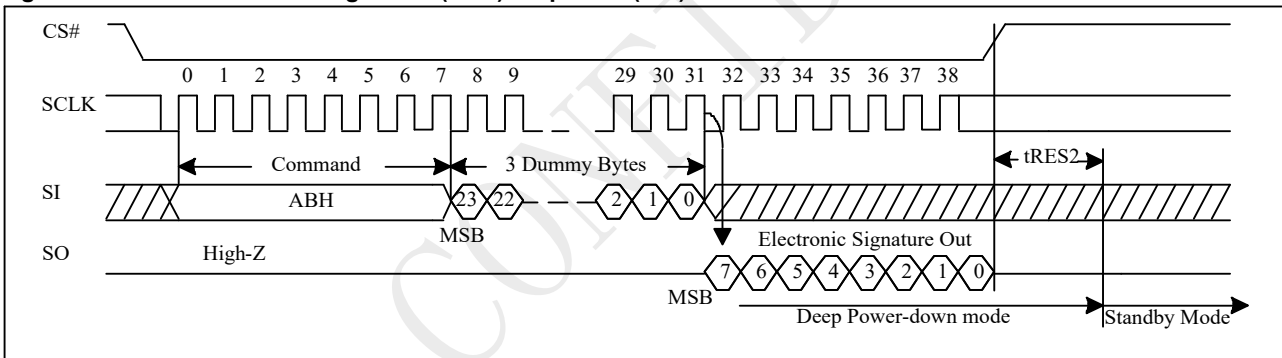 CS#
0 1 2 3 4 5 6 7 8 9 29 30 31 32 33 34 35 36 37 38
SCLK
Command 3 Dummy Bytes tRES2
SI ABH 23 22 2 1 0
MSB
SO High-Z Electronic Signature Out
7 6 5 4 3 2 1 0
MSB
Deep Power-down mode Standby Mode